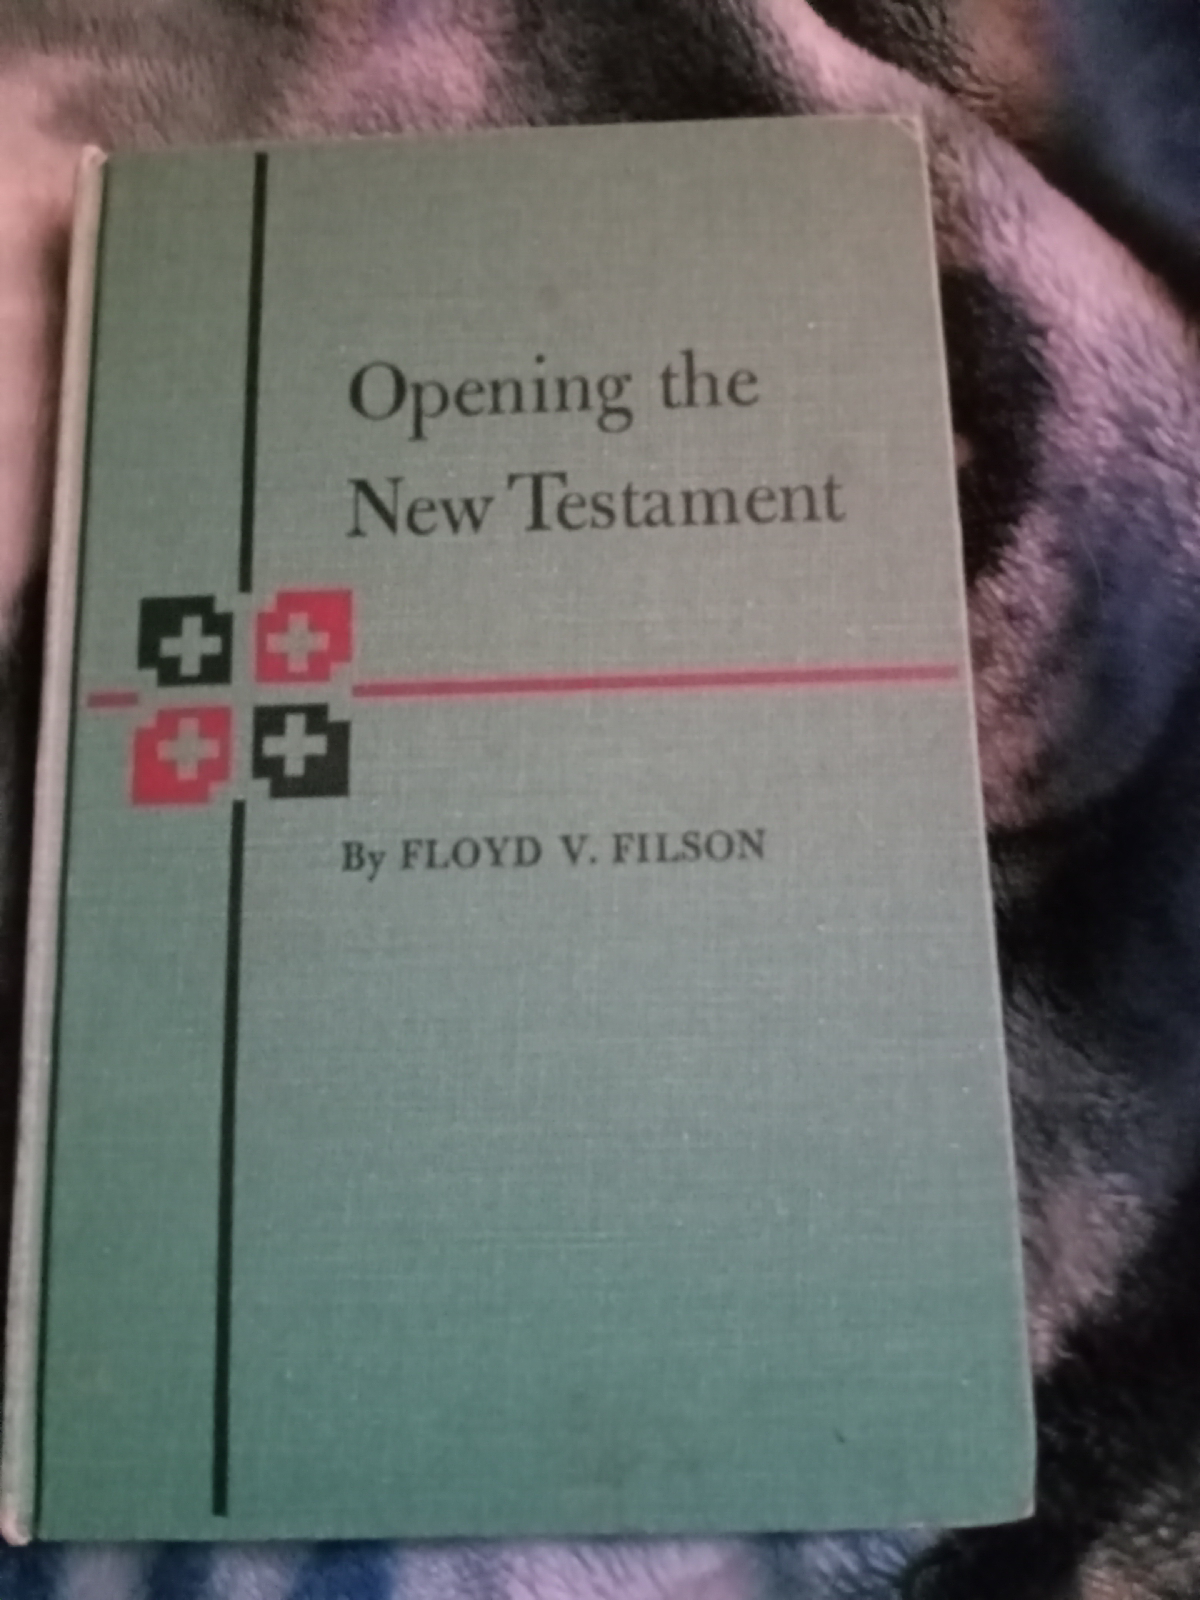 Opening the
New Testament
By FLOYD V. FILSON